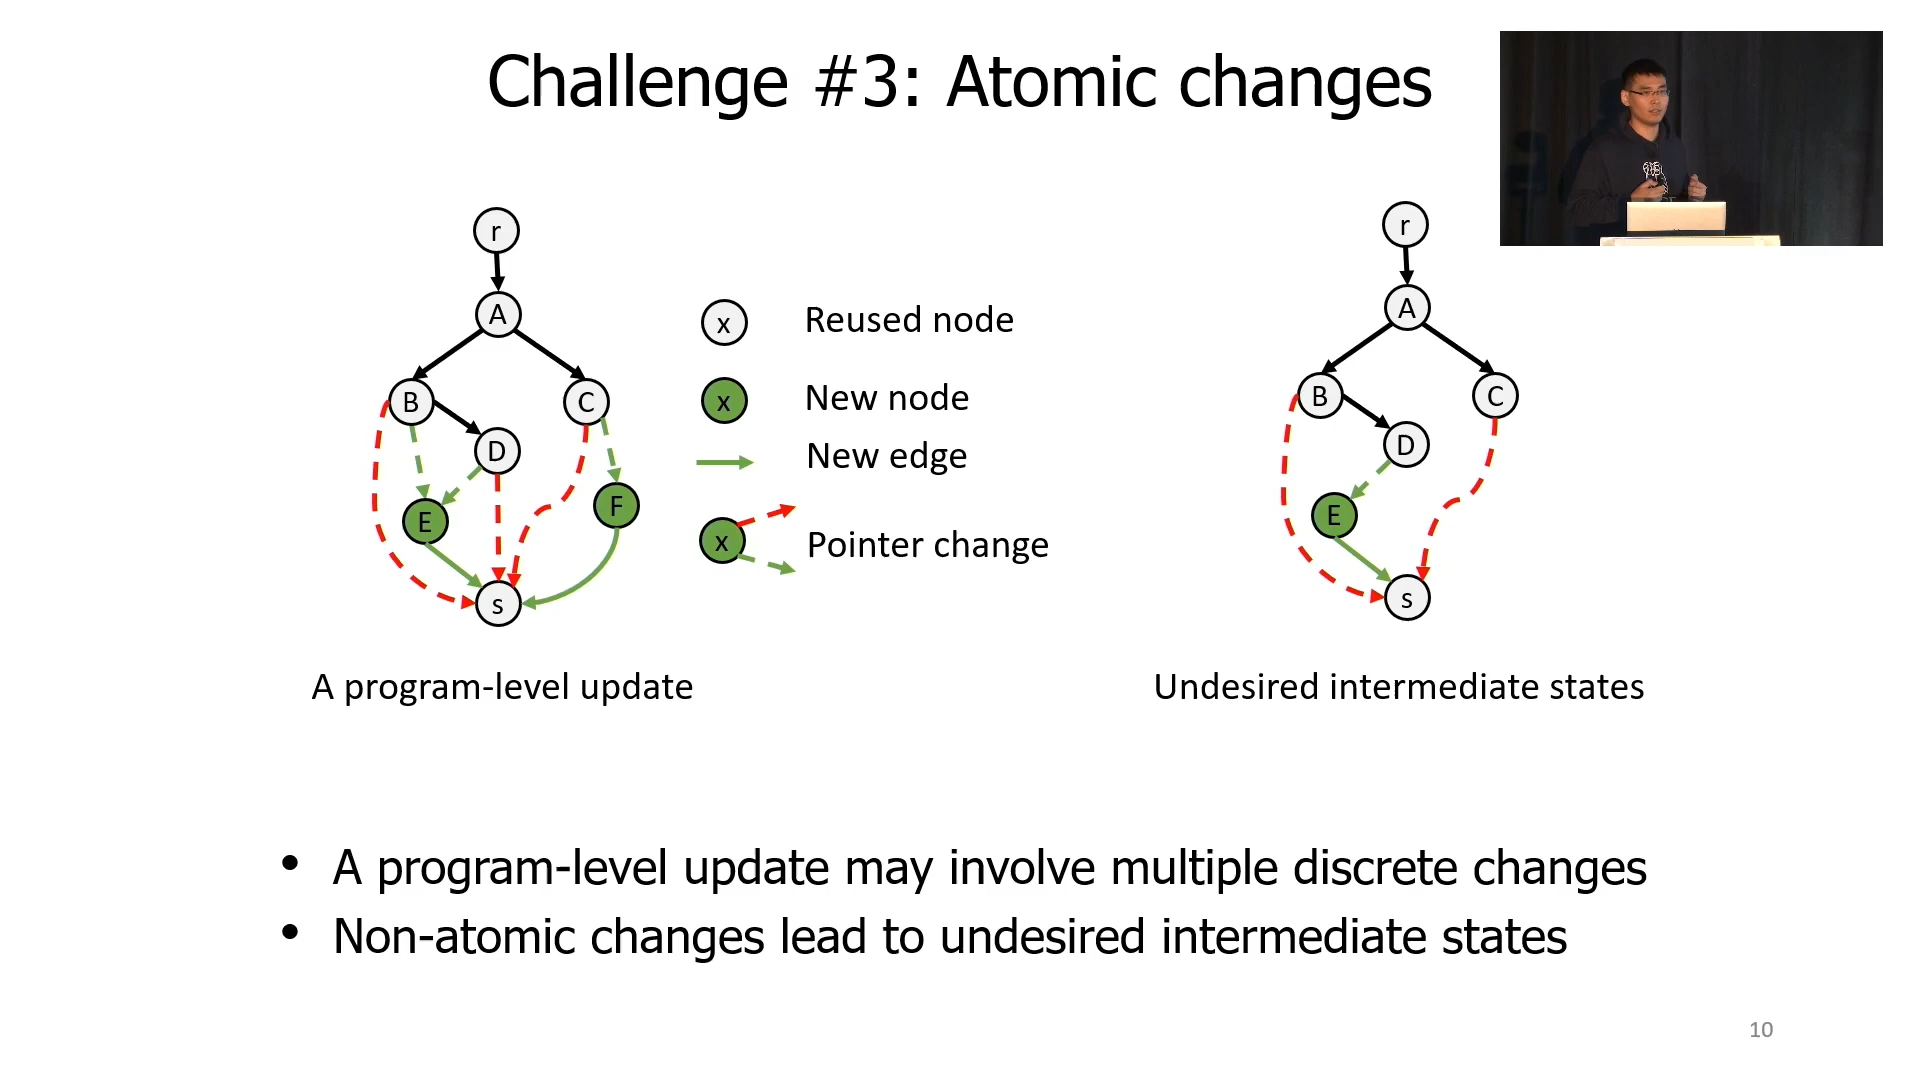 Challenge #3: Atomic changes
r
A
B
C
D
E
F
s
x Reused node
x New node
New edge
x Pointer change
r
A
B
C
D
E
s
A program-level update
Undesired intermediate states
• A program-level update may involve multiple discrete changes
• Non-atomic changes lead to undesired intermediate states
10